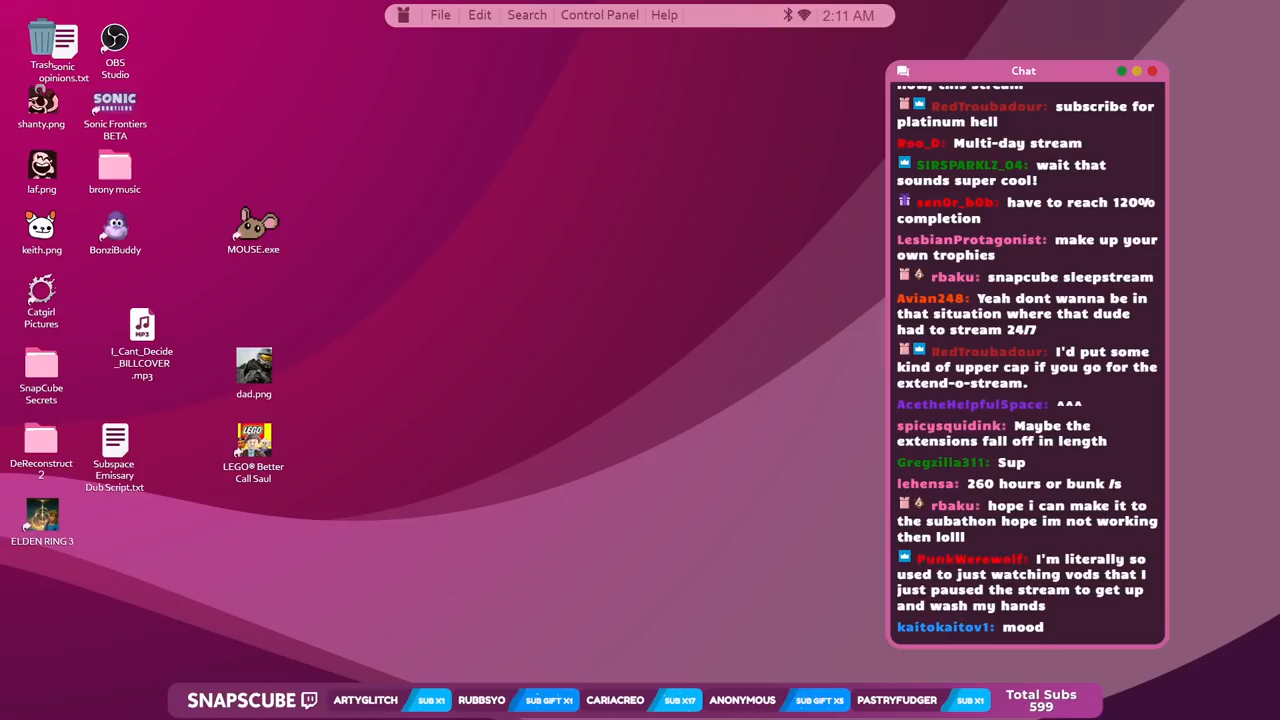 File Edit Search Control Panel Help 2:11 AM
Trash
sonic
opinions.txt
OBS
Studio
shanty.png
SONIC
FRONTIERS
Sonic Frontiers
BETA
laf.png
brony music
keith.png
BonziBuddy
MOUSE.exe
Catgirl
Pictures
MP3
I_Cant_Decide
_BILLCOVER
.mp3
SnapCube
Secrets
dad.png
DeReconstruct
2
Subspace
Emissary
Dub Script.txt
LEGO
LEGO® Better
Call Saul
ELDEN RING 3
Chat
now, this stream
RedTroubadour: subscribe for
platinum hell
Roo_D: Multi-day stream
SIRSPARKLZ_04: wait that
sounds super cool!
sen0r_b0b: have to reach 120%
completion
LesbianProtagonist: make up your
own trophies
rbaku: snapcube sleepstream
Avian248: Yeah dont wanna be in
that situation where that dude
had to stream 24/7
RedTroubadour: I'd put some
kind of upper cap if you go for the
extend-o-stream.
AcetheHelpfulSpace: ^^^
spicysquidink: Maybe the
extensions fall off in length
Gregzilla311: Sup
lehensa: 260 hours or bunk /s
rbaku: hope i can make it to
the subathon hope im not working
then lolll
PunkWerewolf: I'm literally so
used to just watching vods that I
just paused the stream to get up
and wash my hands
kaitokaitov1: mood
SNAPSCUBE ARTYGLITCH SUB X1 RUBBSYO SUB GIFT X1 CARIACREO SUB X17 ANONYMOUS SUB GIFT X5 PASTRYFUDGER SUB X1
Total Subs
599